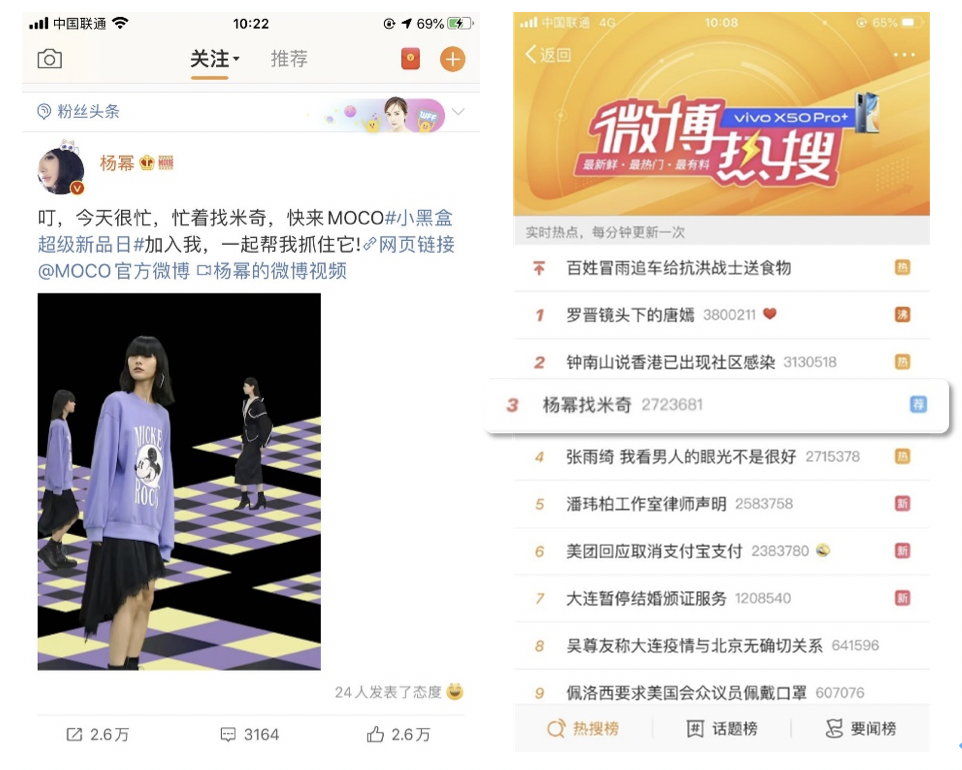 中国联通
10:22
69%
关注
推荐
粉丝头条
WFF
杨幂
叮，今天很忙，忙着找米奇，快来MOCO#小黑盒
超级新品日#加入我，一起帮我抓住它!网页链接
@MOCO官方微博 杨幂的微博视频
MICKE
MOCO
24人发表了态度
2.6万
3164
2.6万
中国联通 4G
10:08
65%
返回
微博热搜
vivo X50 Pro+
最新鲜·最热门·最有料
实时热点，每分钟更新一次
百姓冒雨追车给抗洪战士送食物 热
1 罗晋镜头下的唐嫣 3800211 沸
2 钟南山说香港已出现社区感染 3130518 热
3 杨幂找米奇 2723681 荐
4 张雨绮 我看男人的眼光不是很好 2715378 热
5 潘玮柏工作室律师声明 2583758 新
6 美团回应取消支付宝支付 2383780 新
7 大连暂停结婚颁证服务 1208540 新
8 吴尊友称大连疫情与北京无确切关系 641596
9 佩洛西要求美国会众议员佩戴口罩 607076
热搜榜
# 话题榜
要闻榜